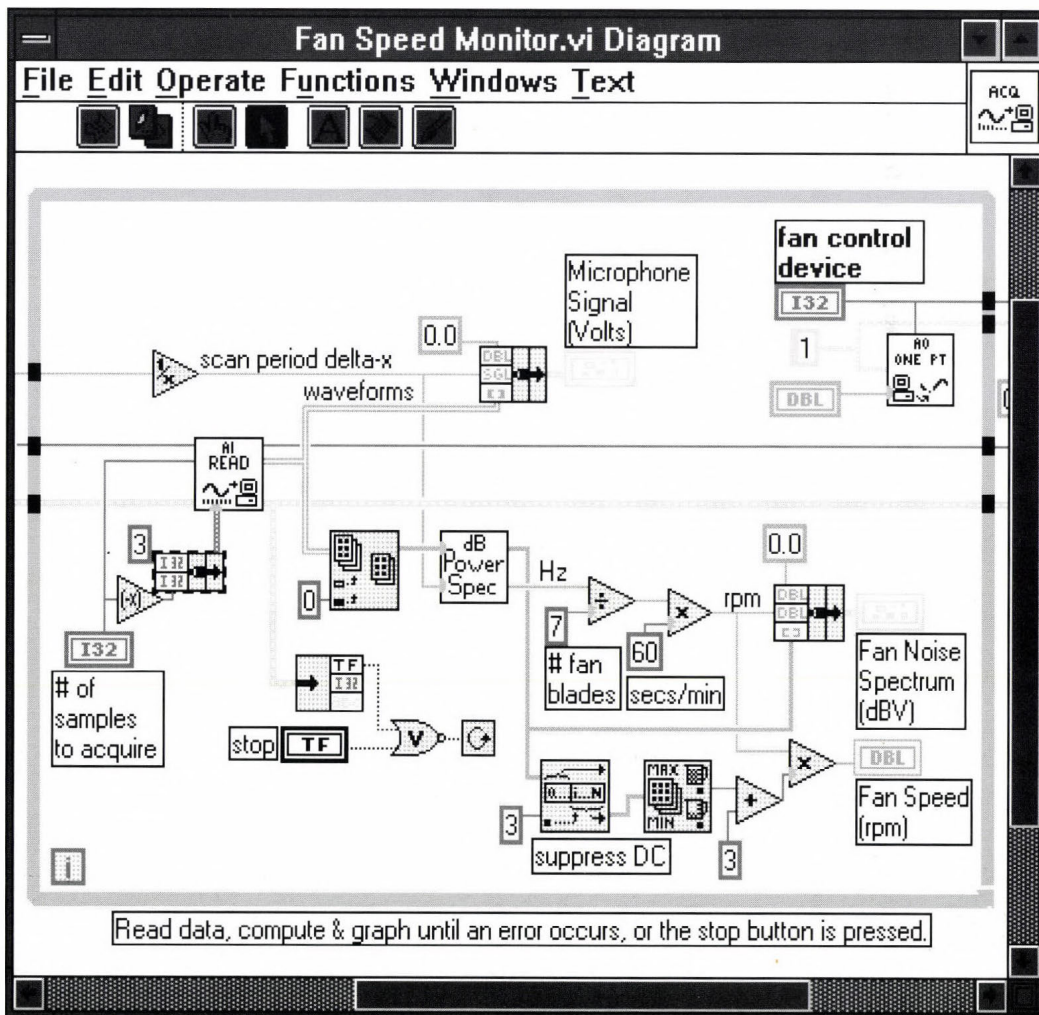 Fan Speed Monitor.vi Diagram
File Edit Operate Functions Windows Text
ACQ
fan control
device
I32
Microphone
Signal
(Volts)
0.0
DBL
SGL
[ ]
1
AO
ONE PT
DBL
1/x
scan period delta-x
waveforms
AI
READ
3
I32
I32
(-X)
I32
# of
samples
to acquire
0
dB
Power
Spec
Hz
÷
7
# fan
blades
x
60
secs/min
rpm
0.0
DBL
DBL
[ ]
Fan Noise
Spectrum
(dBV)
TF
I32
stop
TF
V
0...i...N
3
suppress DC
MAX
MIN
+
3
x
DBL
Fan Speed
(rpm)
i
Read data, compute & graph until an error occurs, or the stop button is pressed.